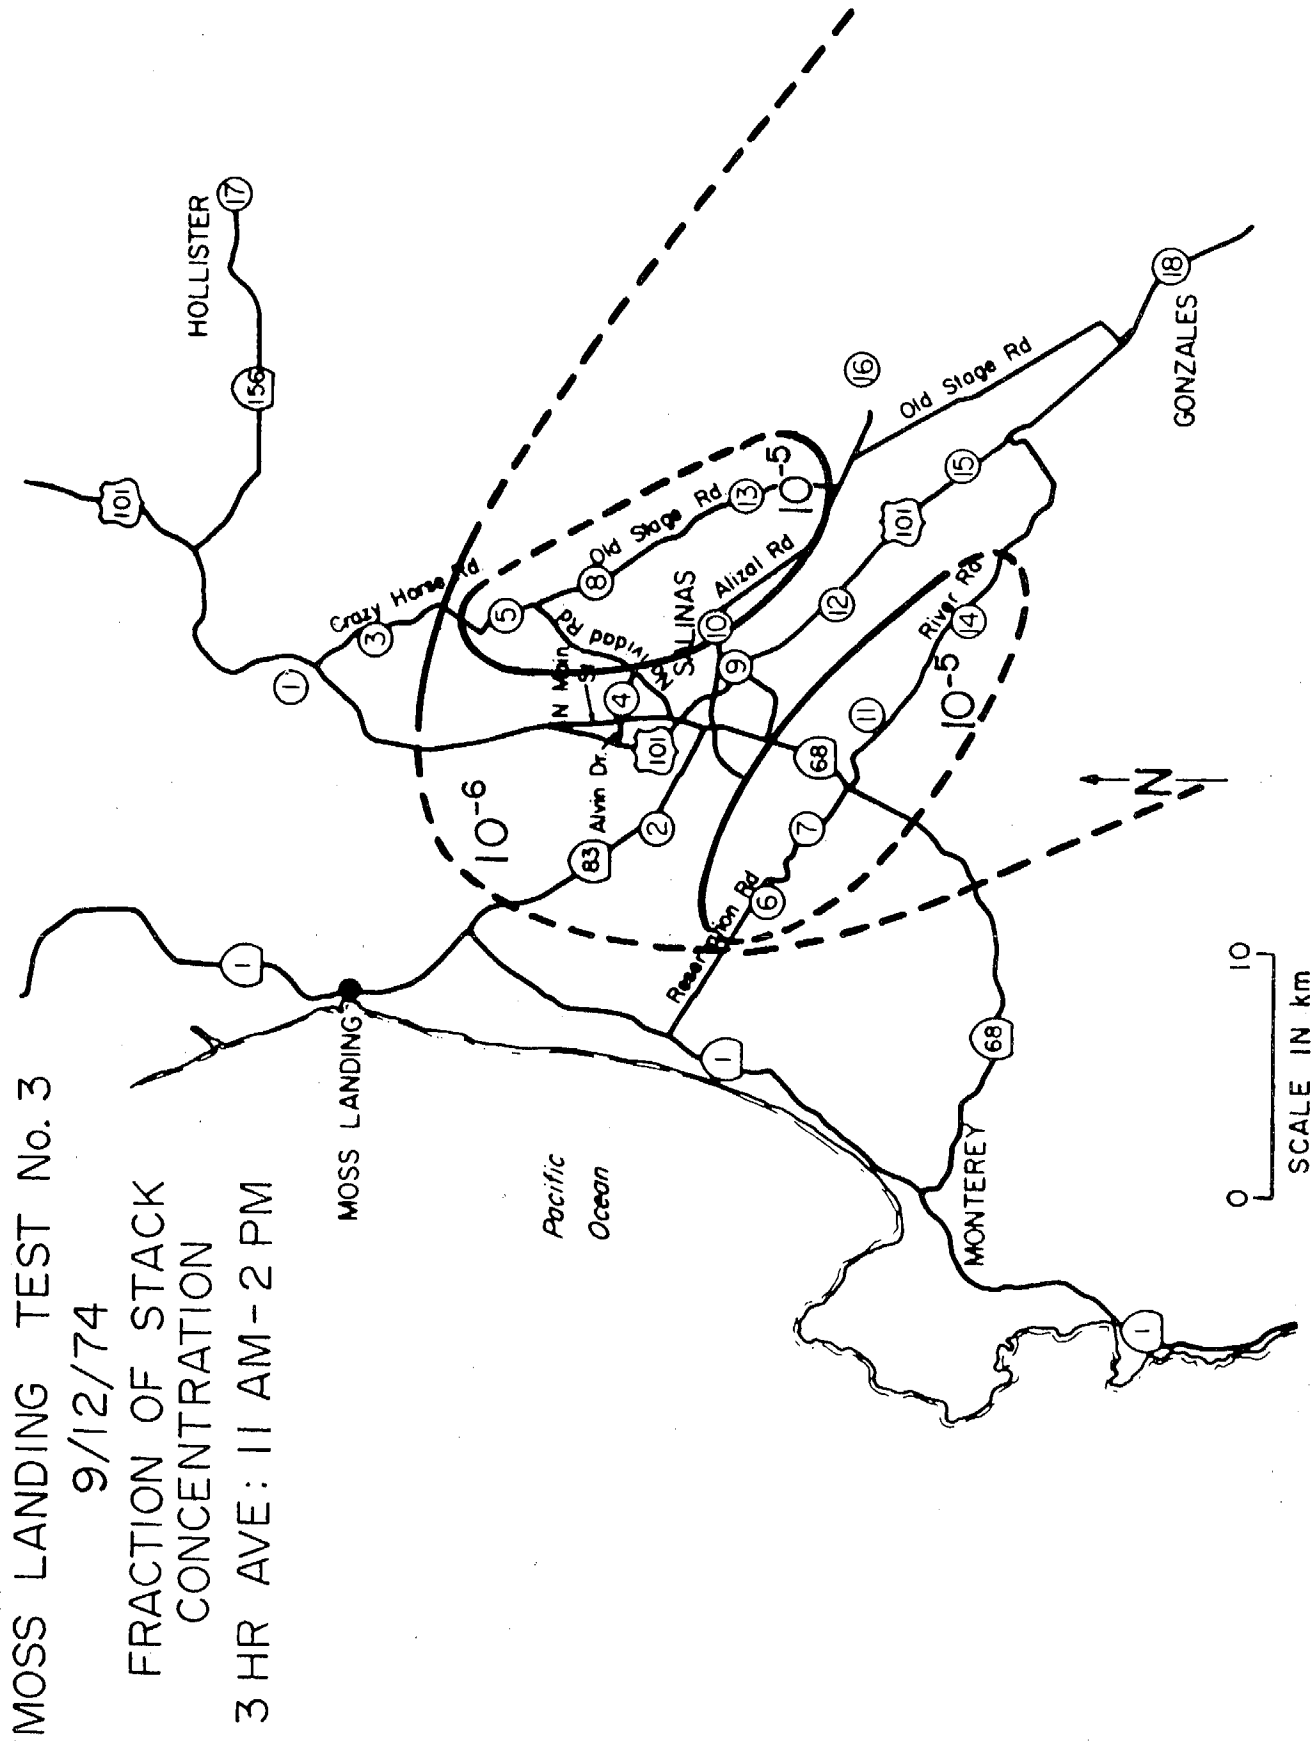 MOSS LANDING TEST No. 3
9/12/74
FRACTION OF STACK
CONCENTRATION
3 HR AVE: 11 AM-2 PM
HOLLISTER
17
156
101
1
Crazy Horse Rd.
3
5
1
MOSS LANDING
10-6
N Main
St
Natividad Rd
8
Old Stage Rd.
13
10-5
16
Old Stage Rd
Alizal Rd
SALINAS
10
9
4
Alvin Dr.
101
83
2
12
101
15
18
GONZALES
River Rd
14
10-5
11
68
7
6
Rd
1
68
MONTEREY
1
Pacific
Ocean
N
0 10
SCALE IN km